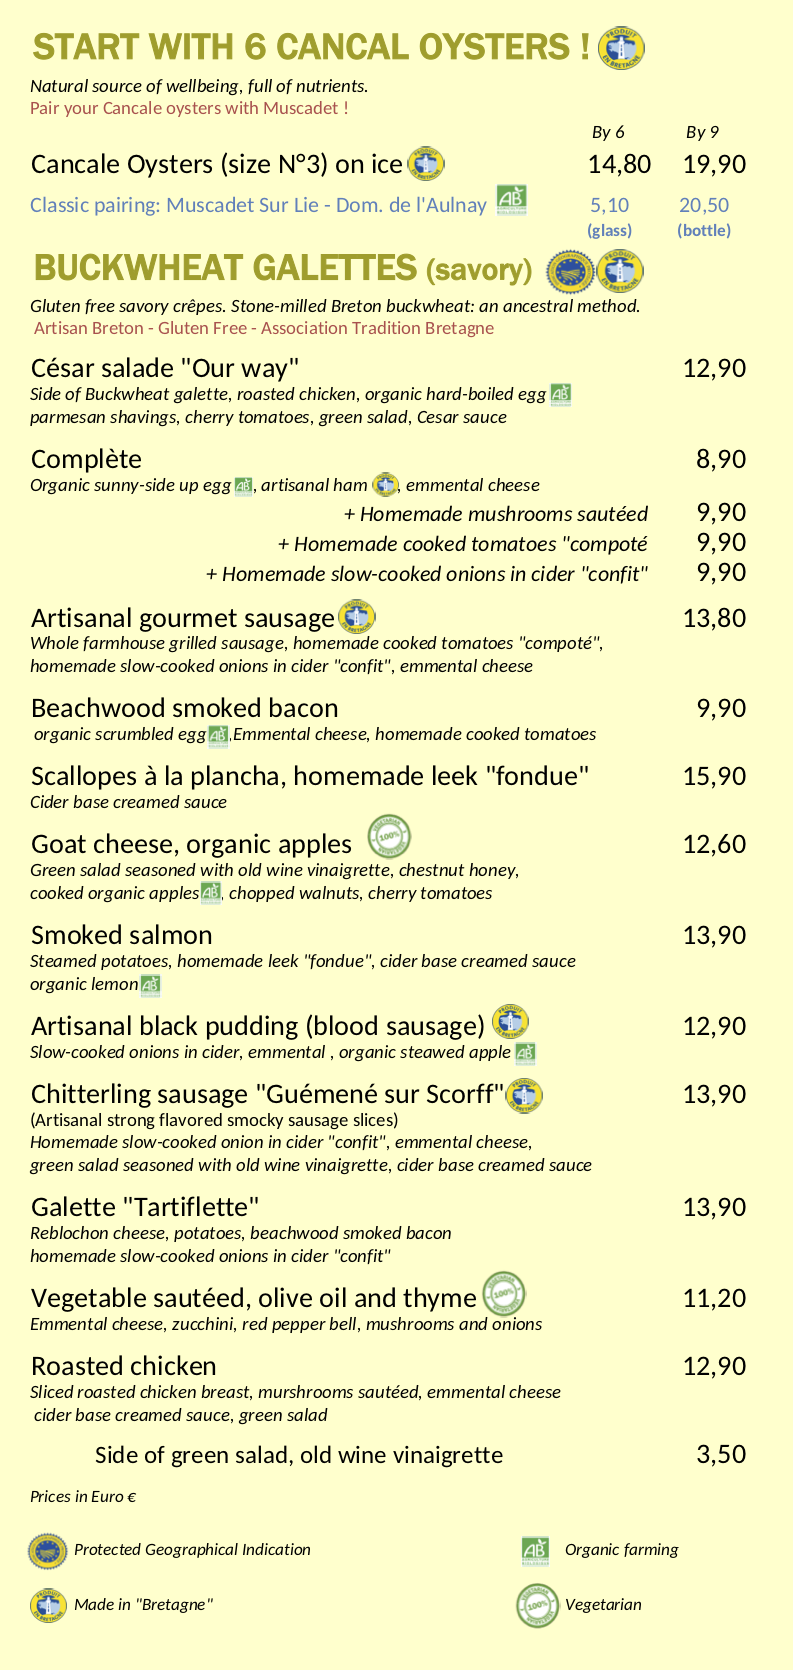 START WITH 6 CANCAL OYSTERS !
PRODUIT EN BRETAGNE
Natural source of wellbeing, full of nutrients.
Pair your Cancale oysters with Muscadet !
By 6 By 9
Cancale Oysters (size N°3) on ice 14,80 19,90
Classic pairing: Muscadet Sur Lie - Dom. de l'Aulnay AB 5,10 20,50
(glass) (bottle)
BUCKWHEAT GALETTES (savory)
Gluten free savory crêpes. Stone-milled Breton buckwheat: an ancestral method.
Artisan Breton - Gluten Free - Association Tradition Bretagne
César salade "Our way" 12,90
Side of Buckwheat galette, roasted chicken, organic hard-boiled egg AB
parmesan shavings, cherry tomatoes, green salad, Cesar sauce
Complète 8,90
Organic sunny-side up egg AB, artisanal ham , emmental cheese
+ Homemade mushrooms sautéed 9,90
+ Homemade cooked tomatoes "compoté 9,90
+ Homemade slow-cooked onions in cider "confit" 9,90
Artisanal gourmet sausage 13,80
Whole farmhouse grilled sausage, homemade cooked tomatoes "compoté",
homemade slow-cooked onions in cider "confit", emmental cheese
Beachwood smoked bacon 9,90
organic scrumbled egg AB,Emmental cheese, homemade cooked tomatoes
Scallopes à la plancha, homemade leek "fondue" 15,90
Cider base creamed sauce
Goat cheese, organic apples 100% 12,60
Green salad seasoned with old wine vinaigrette, chestnut honey,
cooked organic apples AB, chopped walnuts, cherry tomatoes
Smoked salmon 13,90
Steamed potatoes, homemade leek "fondue", cider base creamed sauce
organic lemon AB
Artisanal black pudding (blood sausage) 12,90
Slow-cooked onions in cider, emmental , organic steawed apple AB
Chitterling sausage "Guémené sur Scorff" 13,90
(Artisanal strong flavored smocky sausage slices)
Homemade slow-cooked onion in cider "confit", emmental cheese,
green salad seasoned with old wine vinaigrette, cider base creamed sauce
Galette "Tartiflette" 13,90
Reblochon cheese, potatoes, beachwood smoked bacon
homemade slow-cooked onions in cider "confit"
Vegetable sautéed, olive oil and thyme 100% 11,20
Emmental cheese, zucchini, red pepper bell, mushrooms and onions
Roasted chicken 12,90
Sliced roasted chicken breast, murshrooms sautéed, emmental cheese
cider base creamed sauce, green salad
Side of green salad, old wine vinaigrette 3,50
Prices in Euro €
Protected Geographical Indication AB Organic farming
Made in "Bretagne" 100% Vegetarian